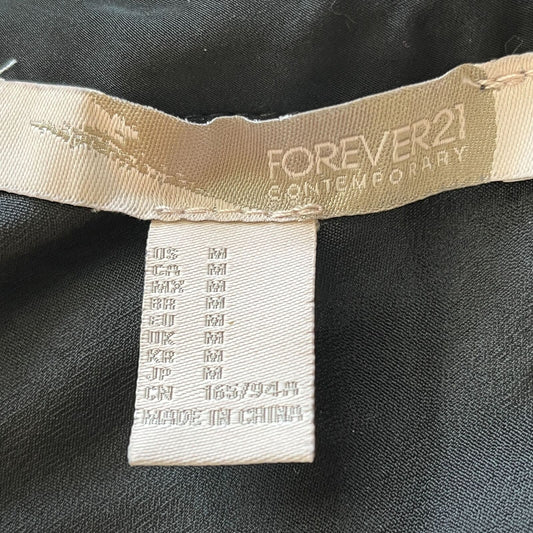 FOREVER21
CONTEMPORARY
US M
CA M
MX M
BR M
EU M
UK M
KR M
JP M
CN 165/94A
MADE IN CHINA